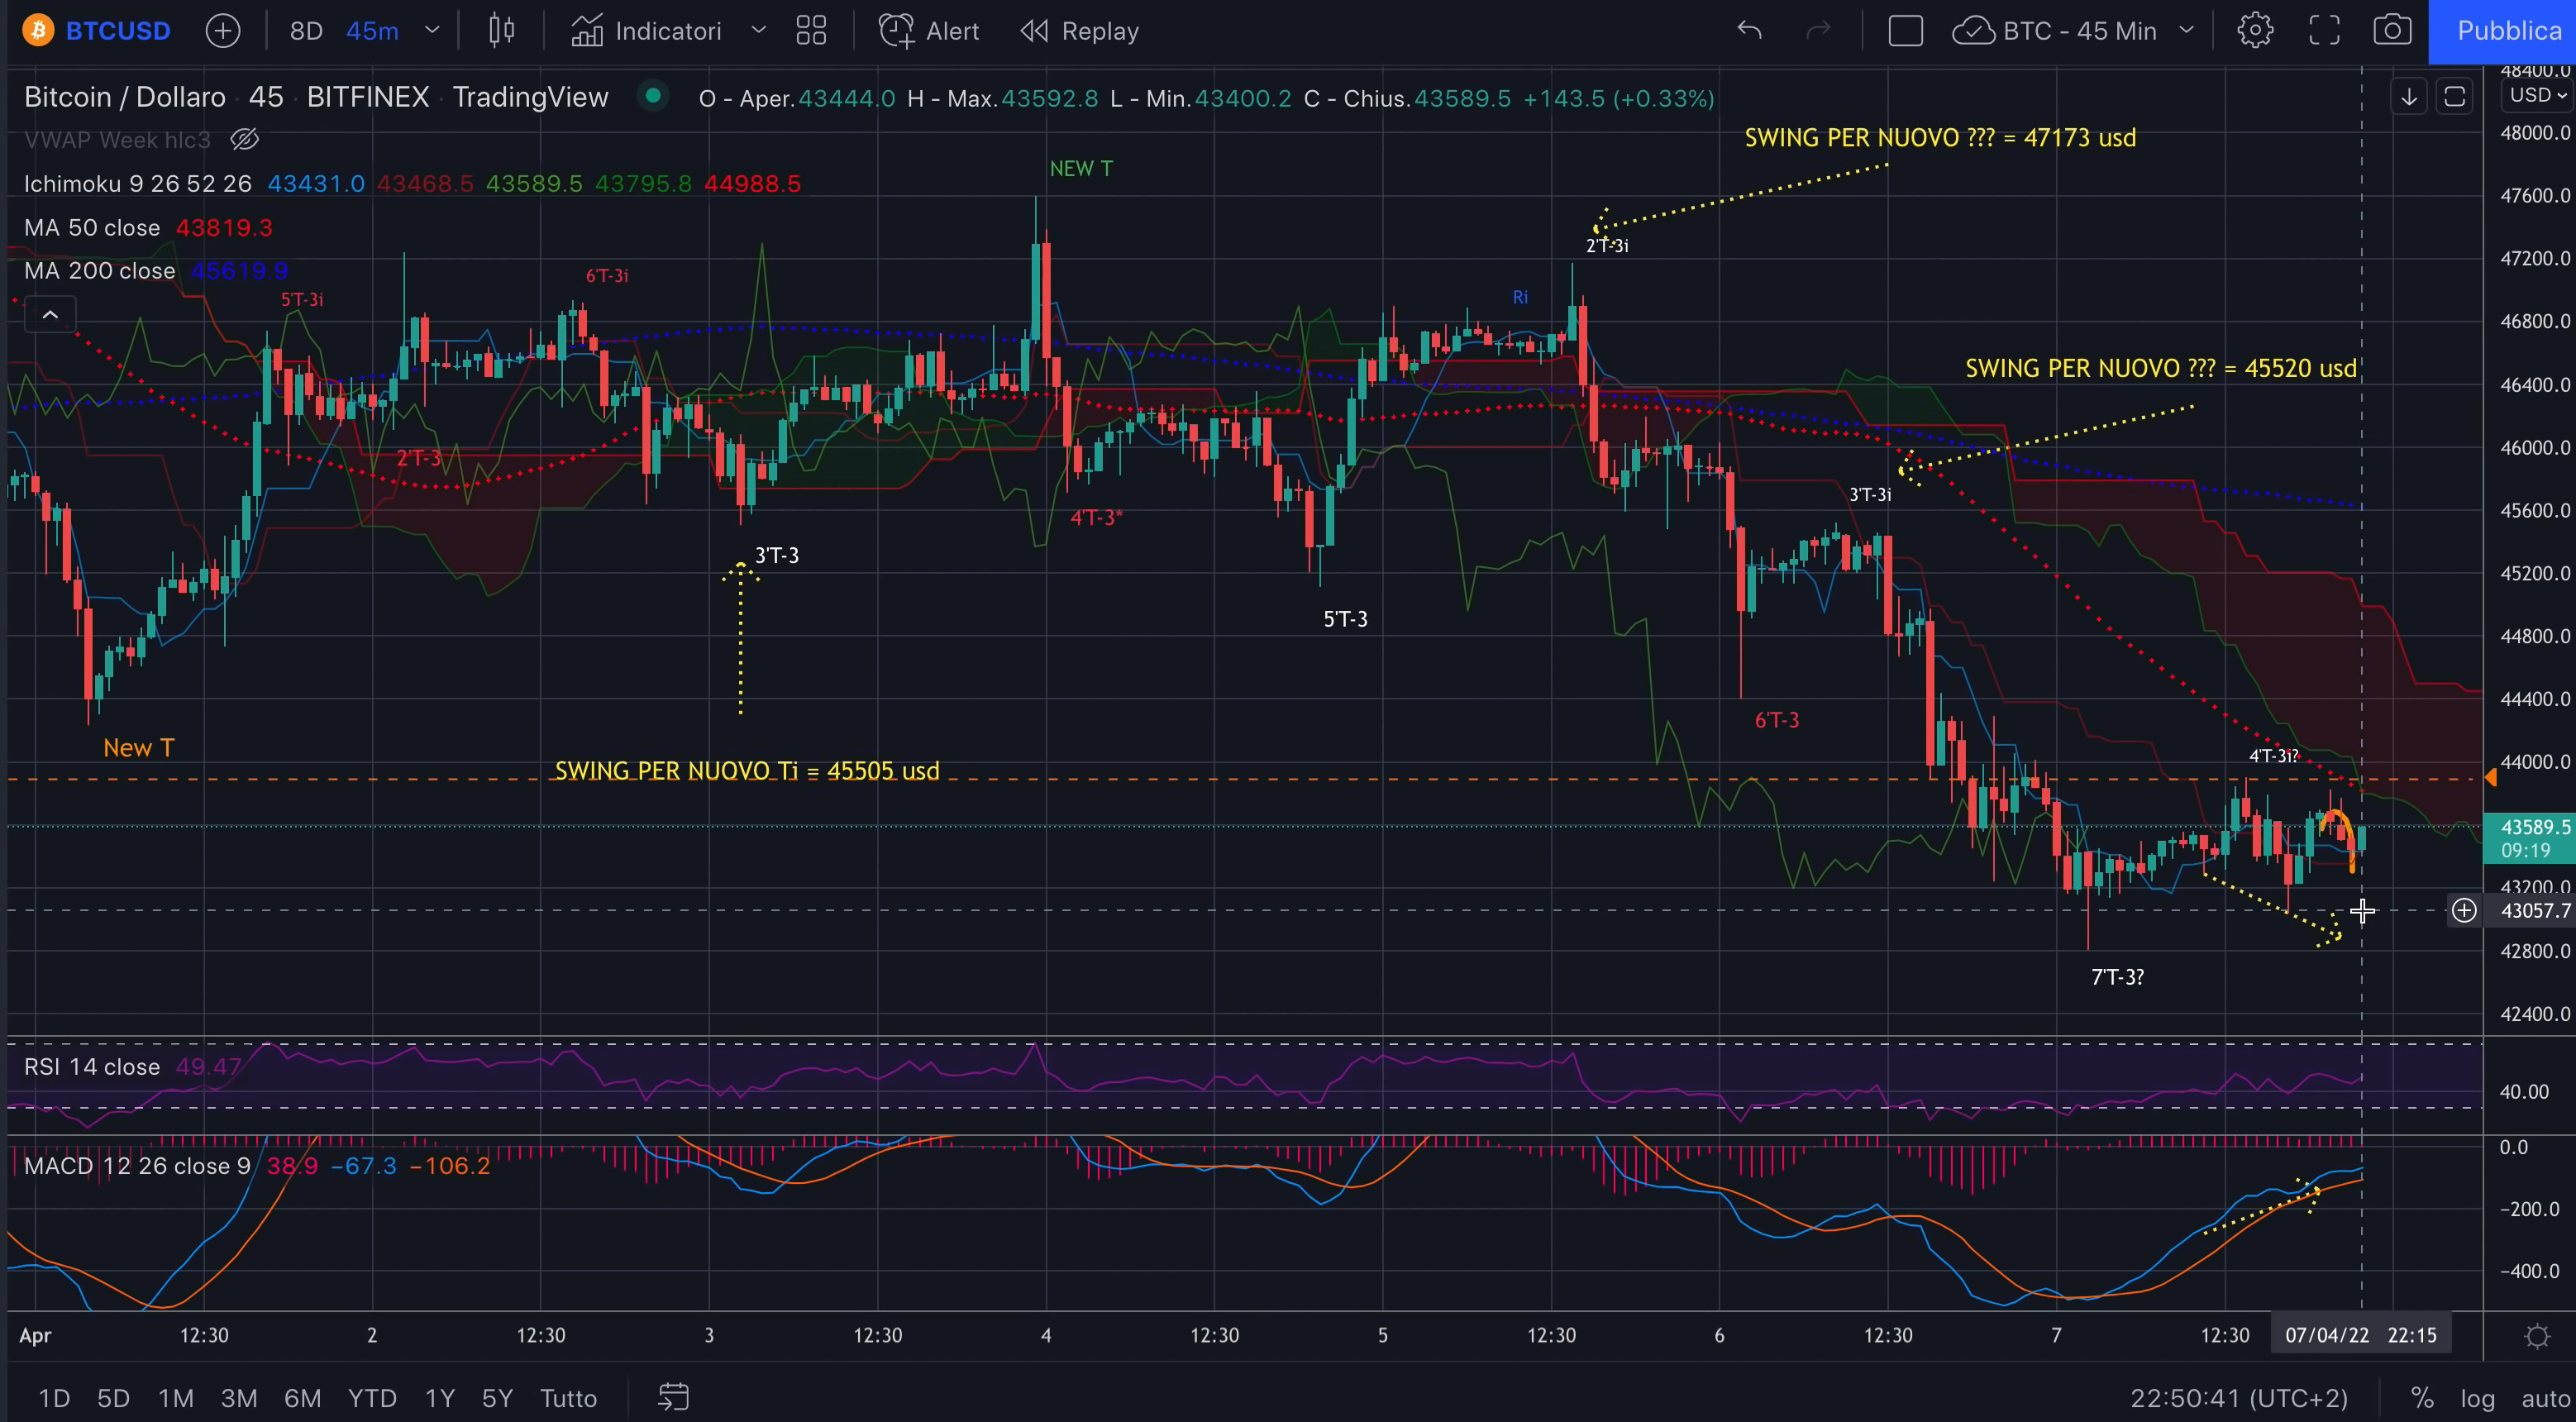 BTCUSD 8D 45m Indicatori Alert Replay BTC - 45 Min Pubblica
Bitcoin / Dollaro · 45 · BITFINEX · TradingView O - Aper.43444.0 H - Max.43592.8 L - Min.43400.2 C - Chius.43589.5 +143.5 (+0.33%)
VWAP Week hlc3
Ichimoku 9 26 52 26 43431.0 43468.5 43589.5 43795.8 44988.5
MA 50 close 43819.3
MA 200 close 45619.9
SWING PER NUOVO ??? = 47173 usd
NEW T
2'T-3i
5'T-3i
6'T-3i
Ri
SWING PER NUOVO ??? = 45520 usd
2'T-3
4'T-3*
3'T-3i
3'T-3
5'T-3
6'T-3
New T
4'T-3i?
SWING PER NUOVO Ti = 45505 usd
7'T-3?
48400.0
USD
48000.0
47600.0
47200.0
46800.0
46400.0
46000.0
45600.0
45200.0
44800.0
44400.0
44000.0
43589.5
09:19
43200.0
43057.7
42800.0
42400.0
RSI 14 close 49.47
40.00
MACD 12 26 close 9 38.9 −67.3 −106.2
0.0
−200.0
−400.0
Apr 12:30 2 12:30 3 12:30 4 12:30 5 12:30 6 12:30 7 12:30 07/04/22 22:15
1D 5D 1M 3M 6M YTD 1Y 5Y Tutto 22:50:41 (UTC+2) % log auto